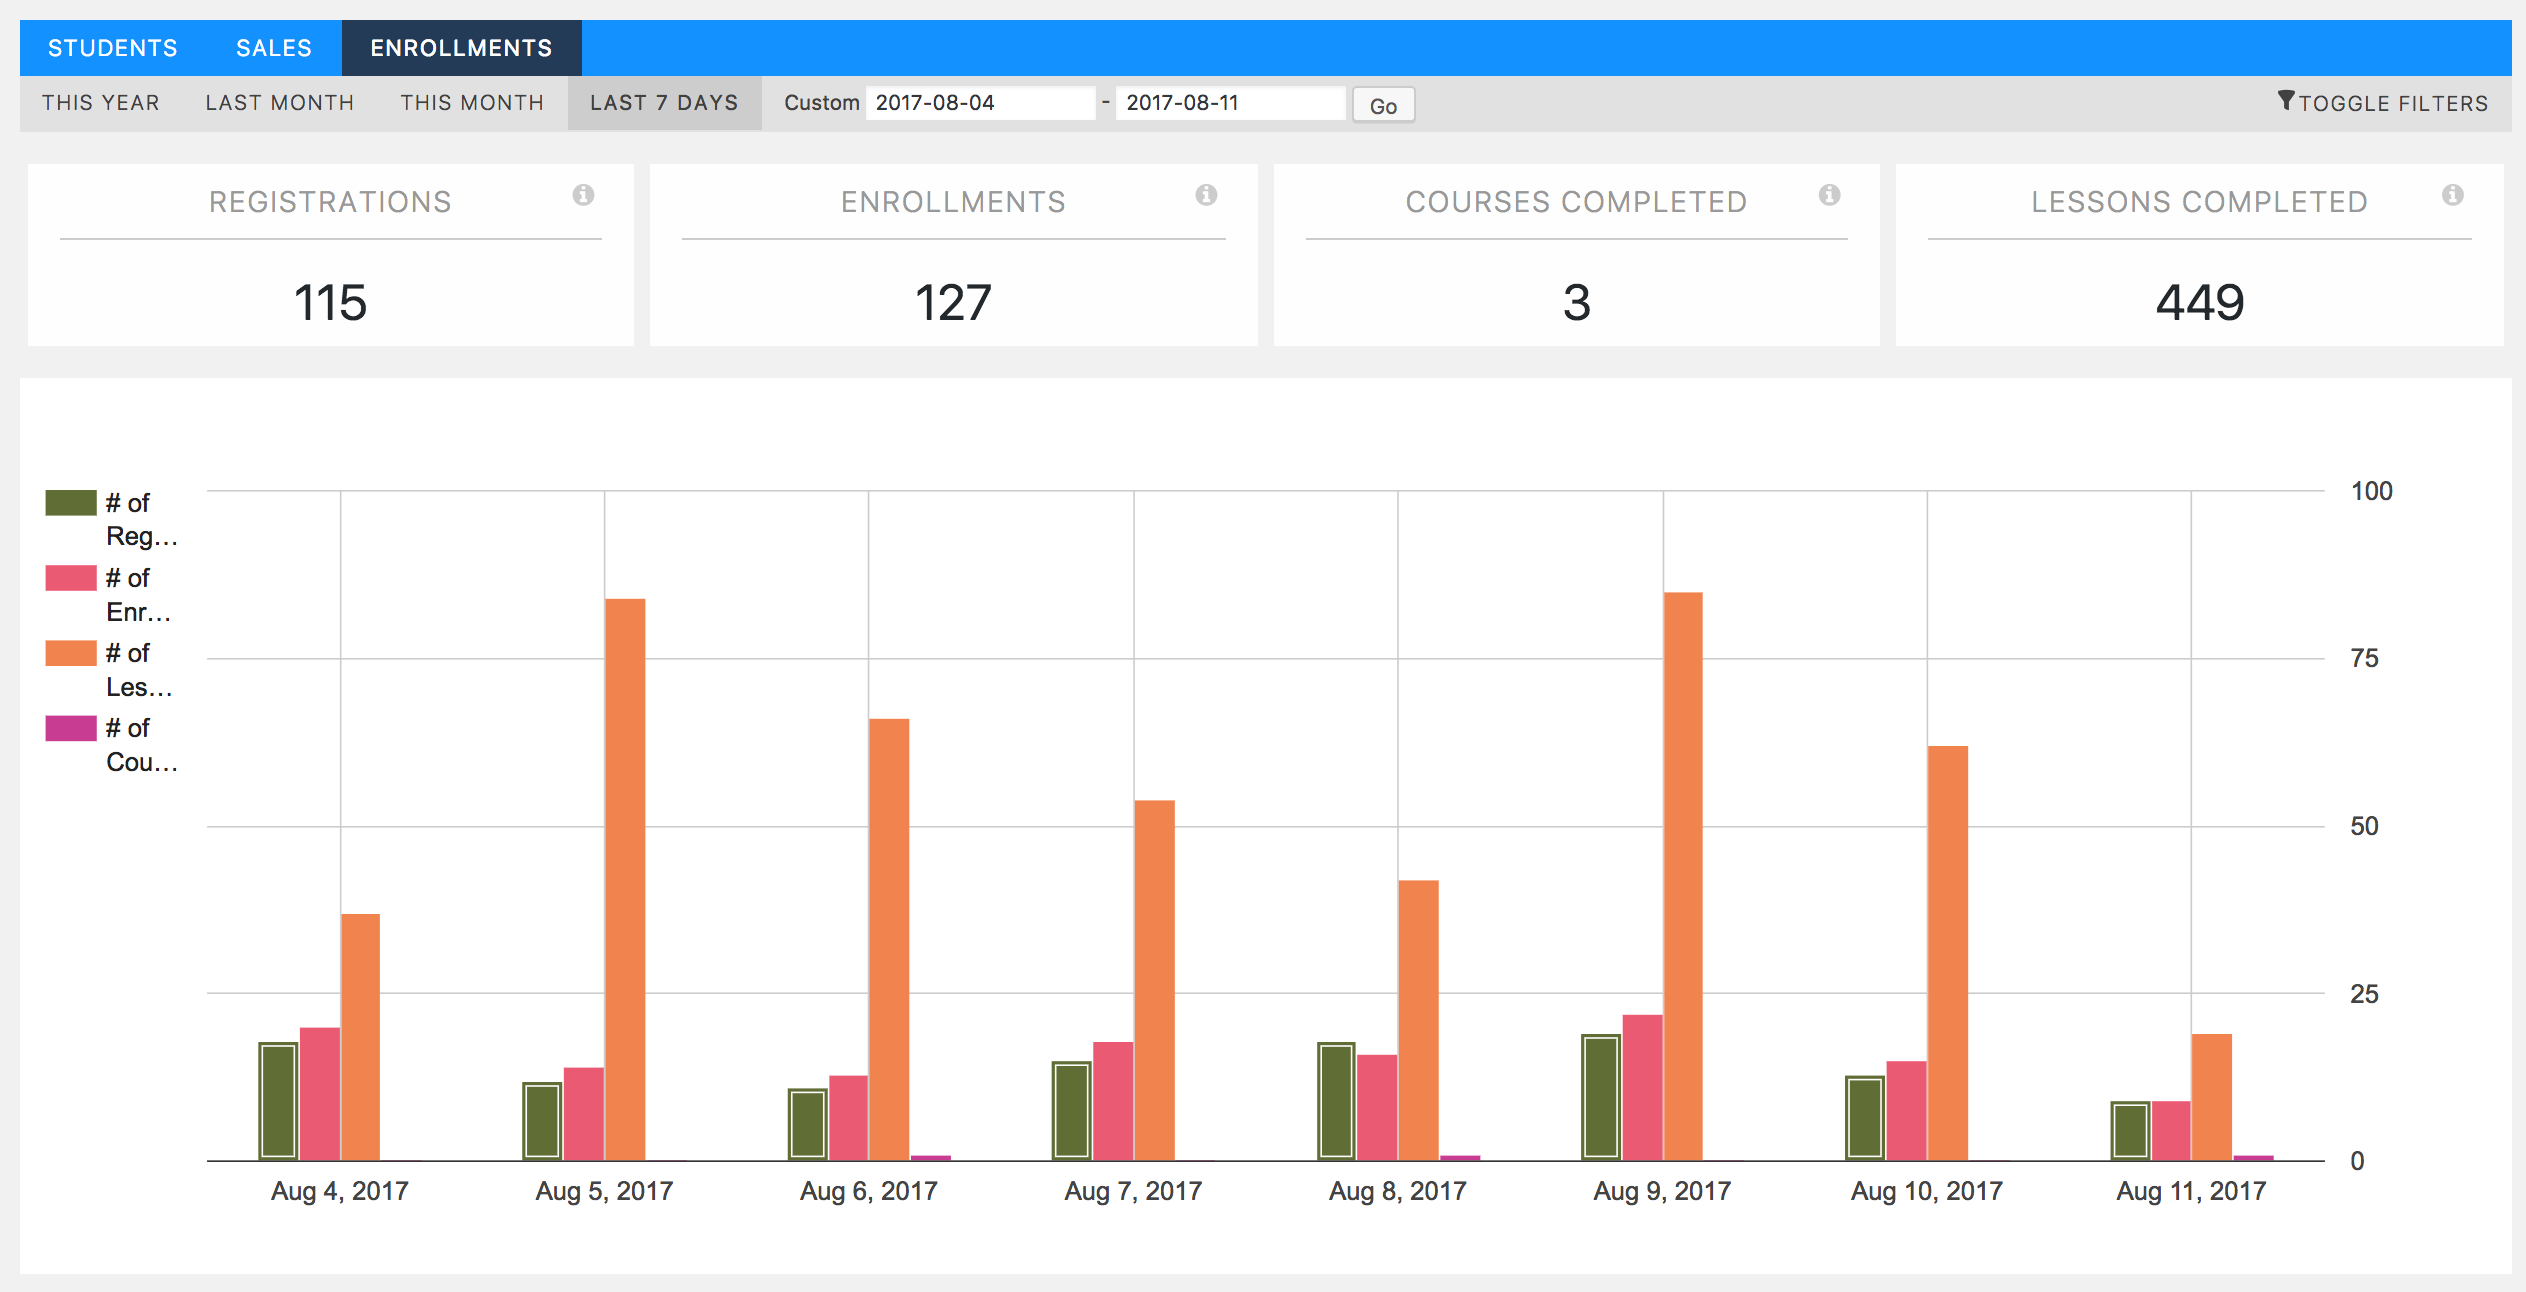 STUDENTS SALES ENROLLMENTS
THIS YEAR LAST MONTH THIS MONTH LAST 7 DAYS Custom 2017-08-04 - 2017-08-11 Go TOGGLE FILTERS
REGISTRATIONS ENROLLMENTS COURSES COMPLETED LESSONS COMPLETED
115 127 3 449
# of
Reg...
# of
Enr...
# of
Les...
# of
Cou...
100
75
50
25
0
Aug 4, 2017 Aug 5, 2017 Aug 6, 2017 Aug 7, 2017 Aug 8, 2017 Aug 9, 2017 Aug 10, 2017 Aug 11, 2017